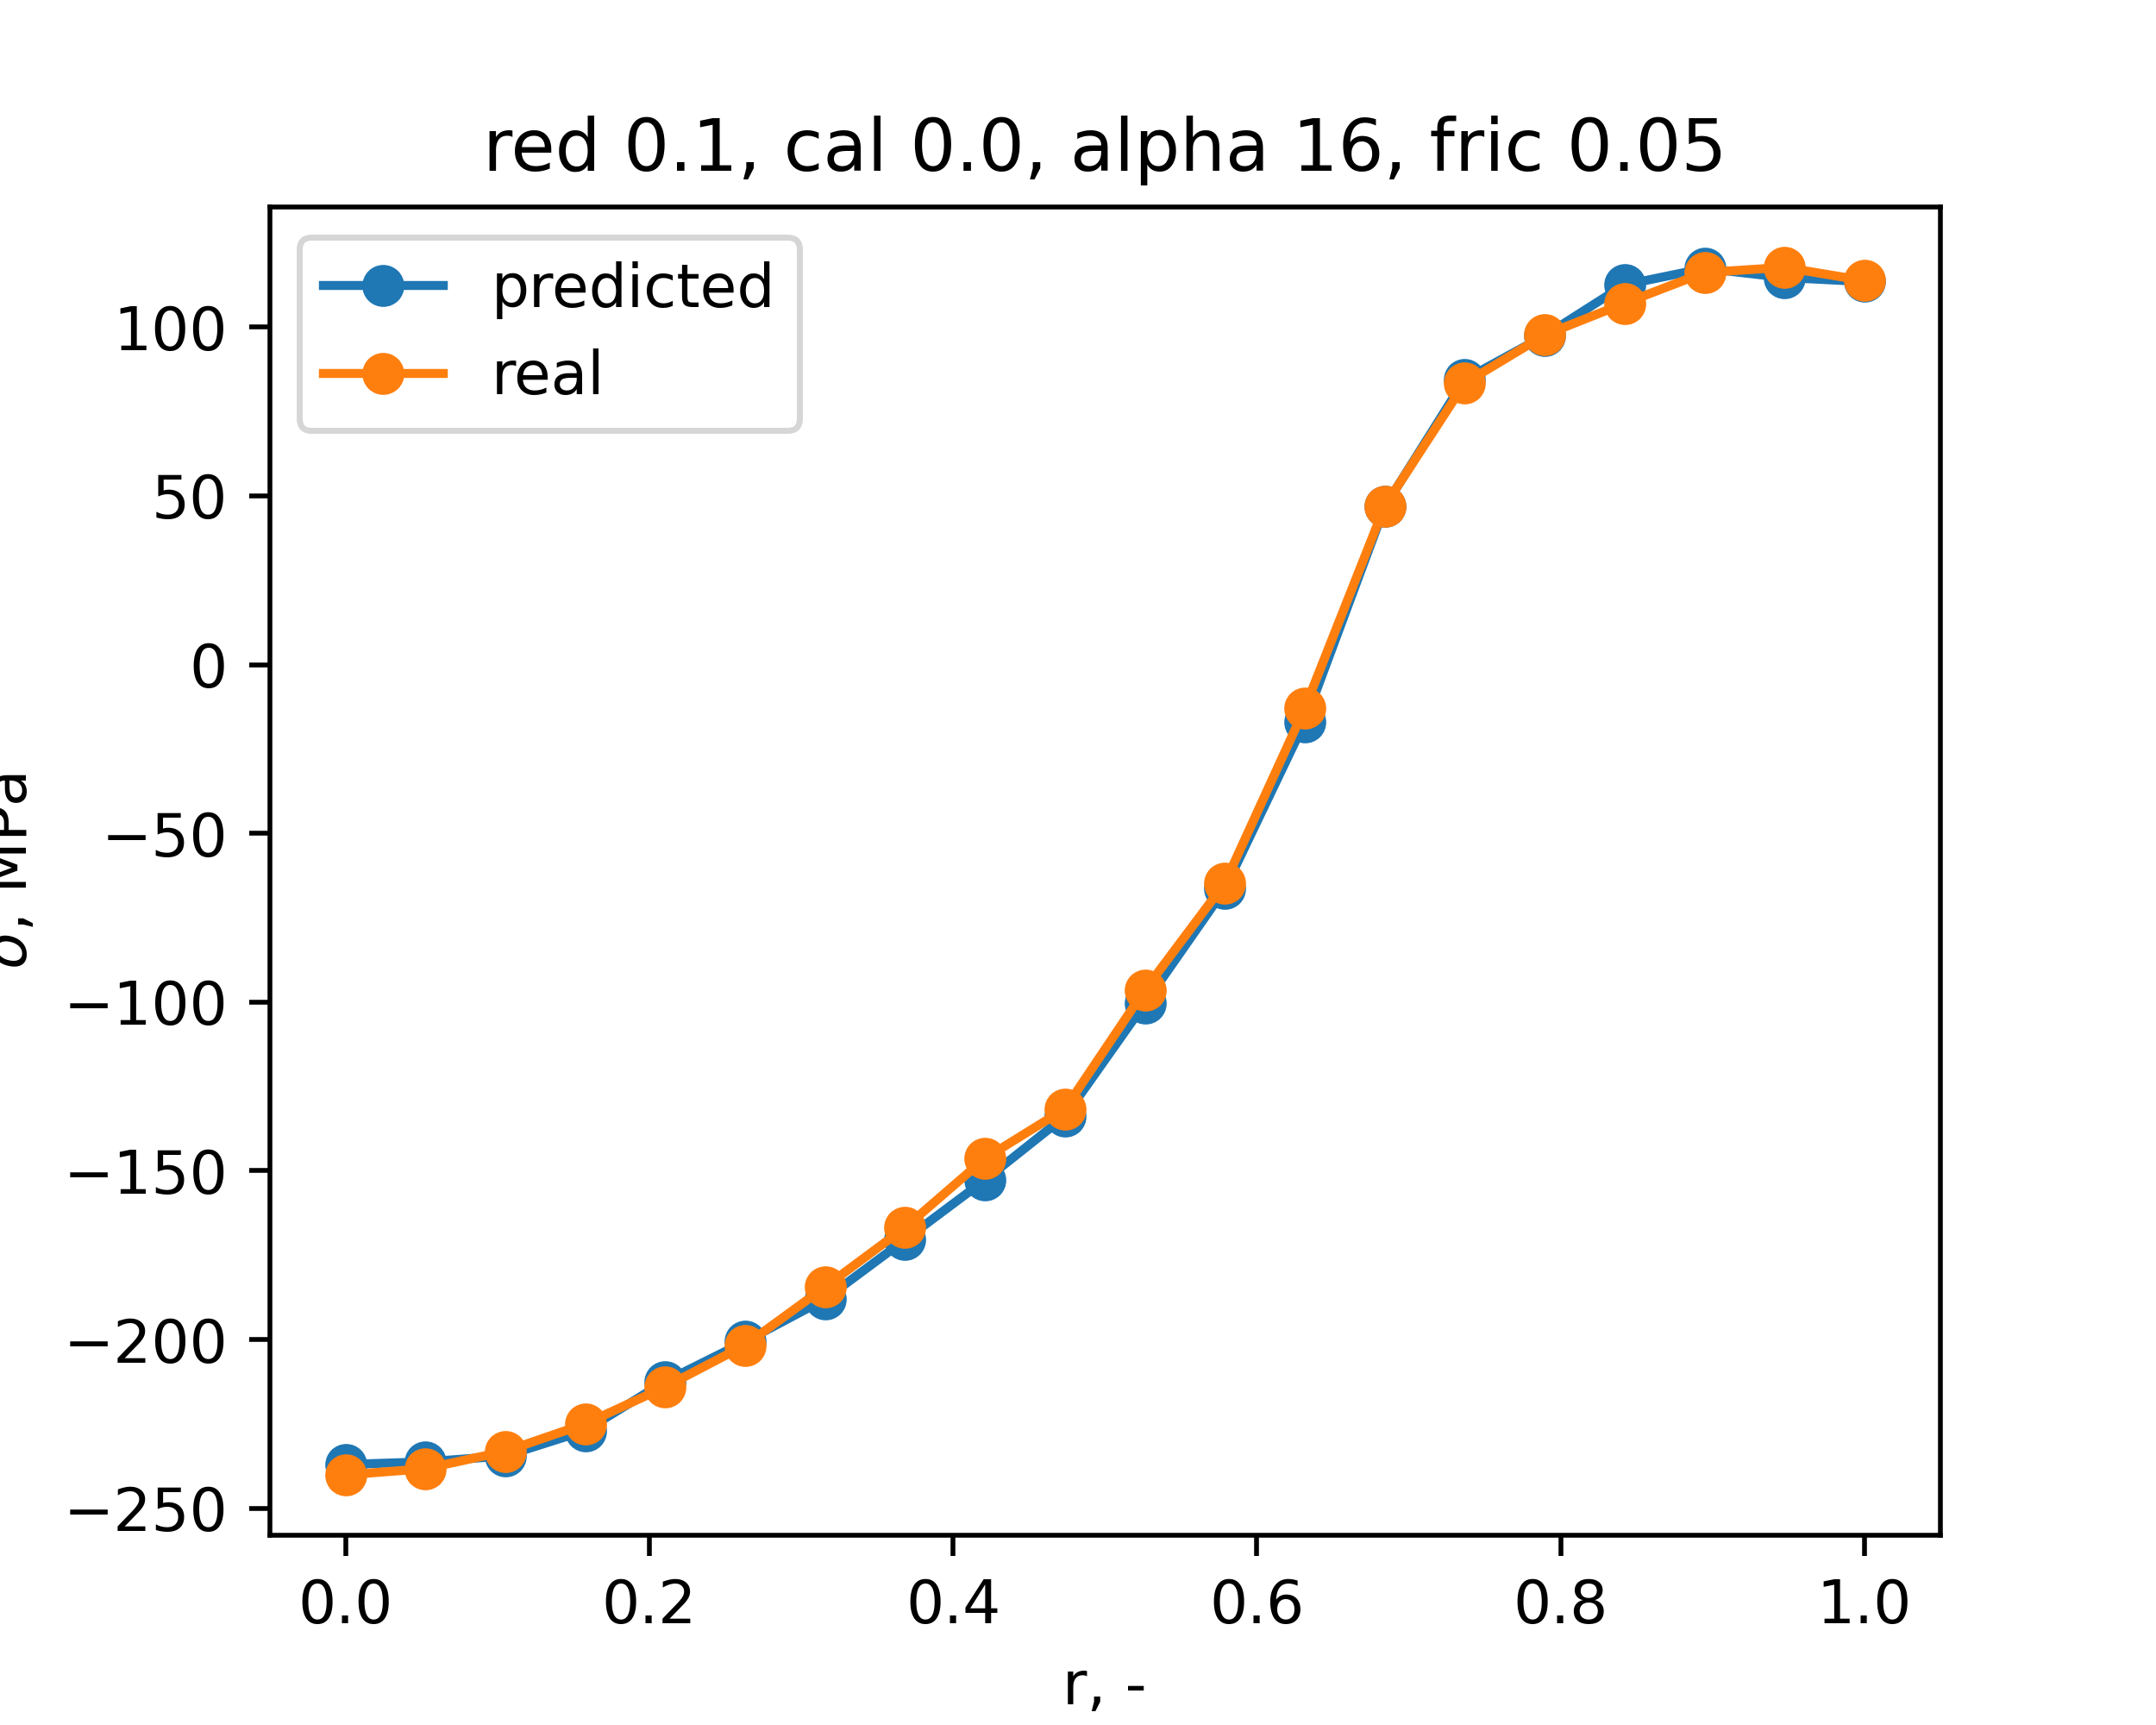 red 0.1, cal 0.0, alpha 16, fric 0.05
predicted
real
100
50
0
−50
−100
−150
−200
−250
σ, MPa
0.0 0.2 0.4 0.6 0.8 1.0
r, -